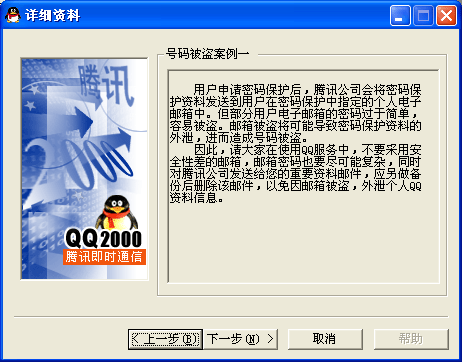 详细资料
号码被盗案例一
腾讯
用户申请密码保护后，腾讯公司会将密码保
护资料发送到用户在密码保护中指定的个人电子
邮箱中。但部分用户电子邮箱的密码过于简单，
容易被盗。邮箱被盗将可能导致密码保护资料的
外泄，进而造成号码被盗。
因此，请大家在使用QQ服务中，不要采用安
全性差的邮箱，邮箱密码也要尽可能复杂，同时
对腾讯公司发送给您的重要资料邮件，应另做备
份后删除该邮件，以免因邮箱被盗，外泄个人QQ
资料信息。
QQ2000
腾讯即时通信
< 上一步(B)
下一步(N) >
取消
帮助